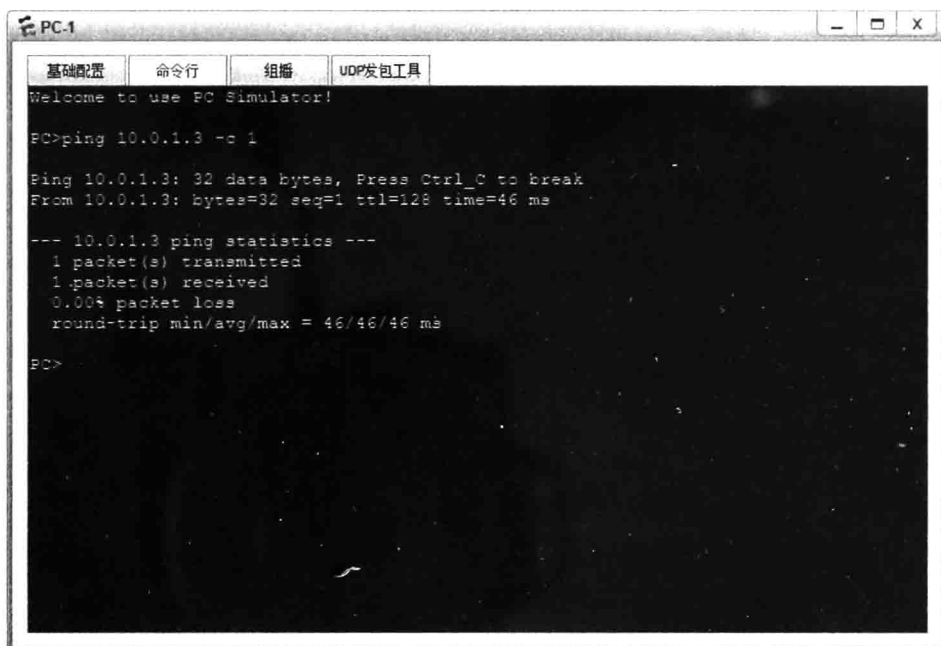 PC-1
基础配置 命令行 组播 UDP发包工具
Welcome to use PC Simulator!
PC>ping 10.0.1.3 -c 1
Ping 10.0.1.3: 32 data bytes, Press Ctrl_C to break
From 10.0.1.3: bytes=32 seq=1 ttl=128 time=46 ms
--- 10.0.1.3 ping statistics ---
1 packet(s) transmitted
1 packet(s) received
0.00% packet loss
round-trip min/avg/max = 46/46/46 ms
PC>